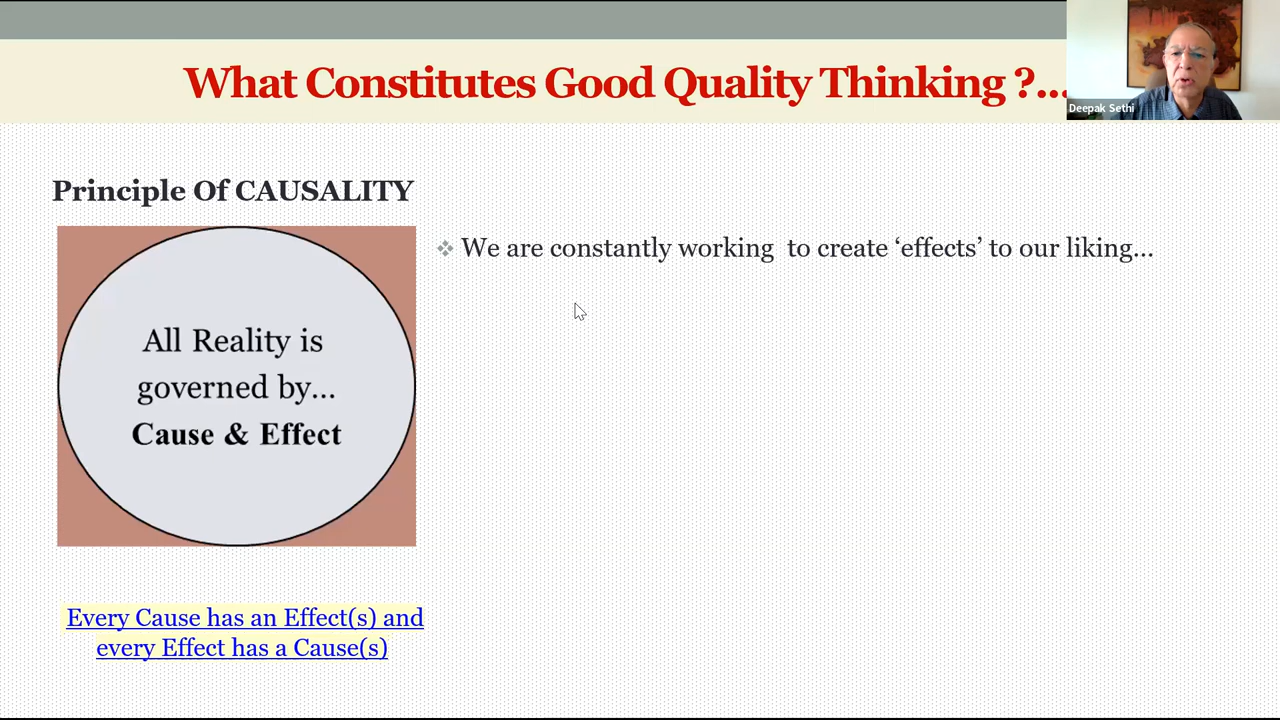 What Constitutes Good Quality Thinking ?...
Deepak Sethi
Principle Of CAUSALITY
We are constantly working to create ‘effects’ to our liking...
All Reality is
governed by...
Cause & Effect
Every Cause has an Effect(s) and
every Effect has a Cause(s)